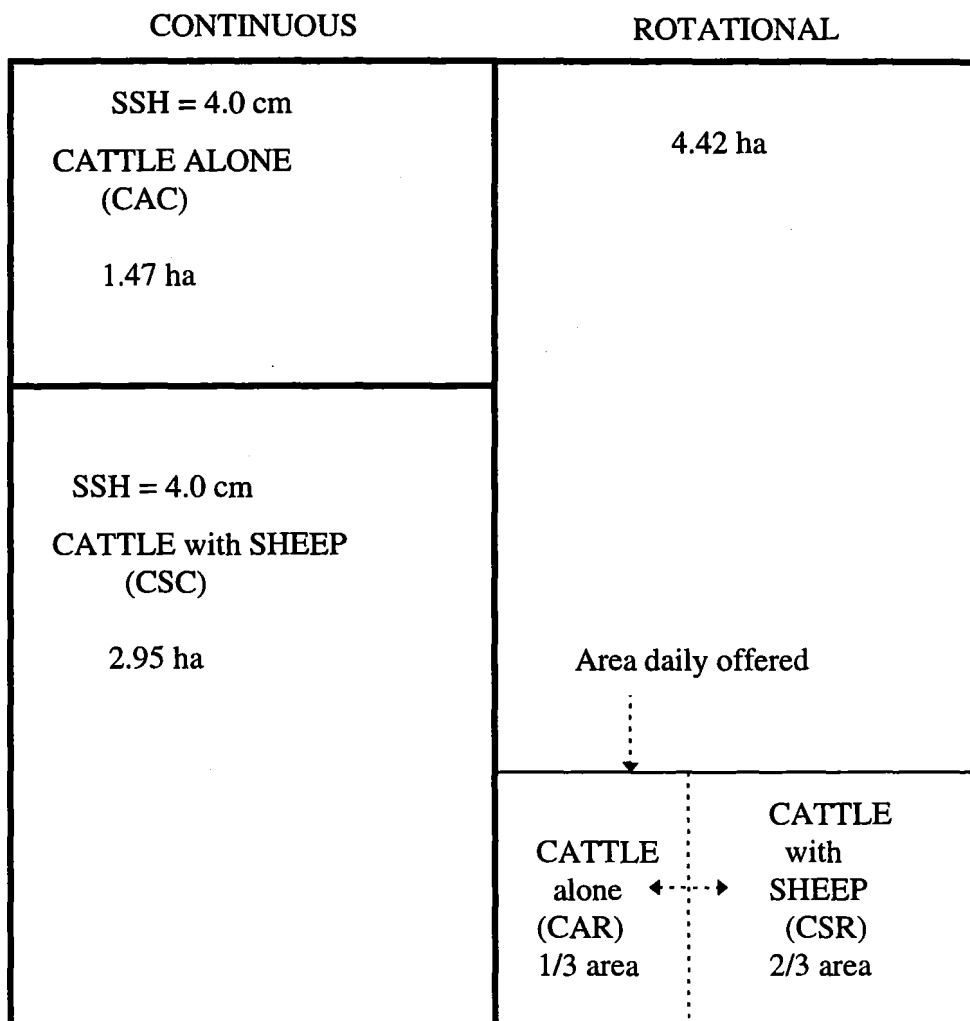 CONTINUOUS
ROTATIONAL
SSH = 4.0 cm
CATTLE ALONE
(CAC)
1.47 ha
4.42 ha
SSH = 4.0 cm
CATTLE with SHEEP
(CSC)
2.95 ha
Area daily offered
CATTLE
alone
(CAR)
1/3 area
CATTLE
with
SHEEP
(CSR)
2/3 area